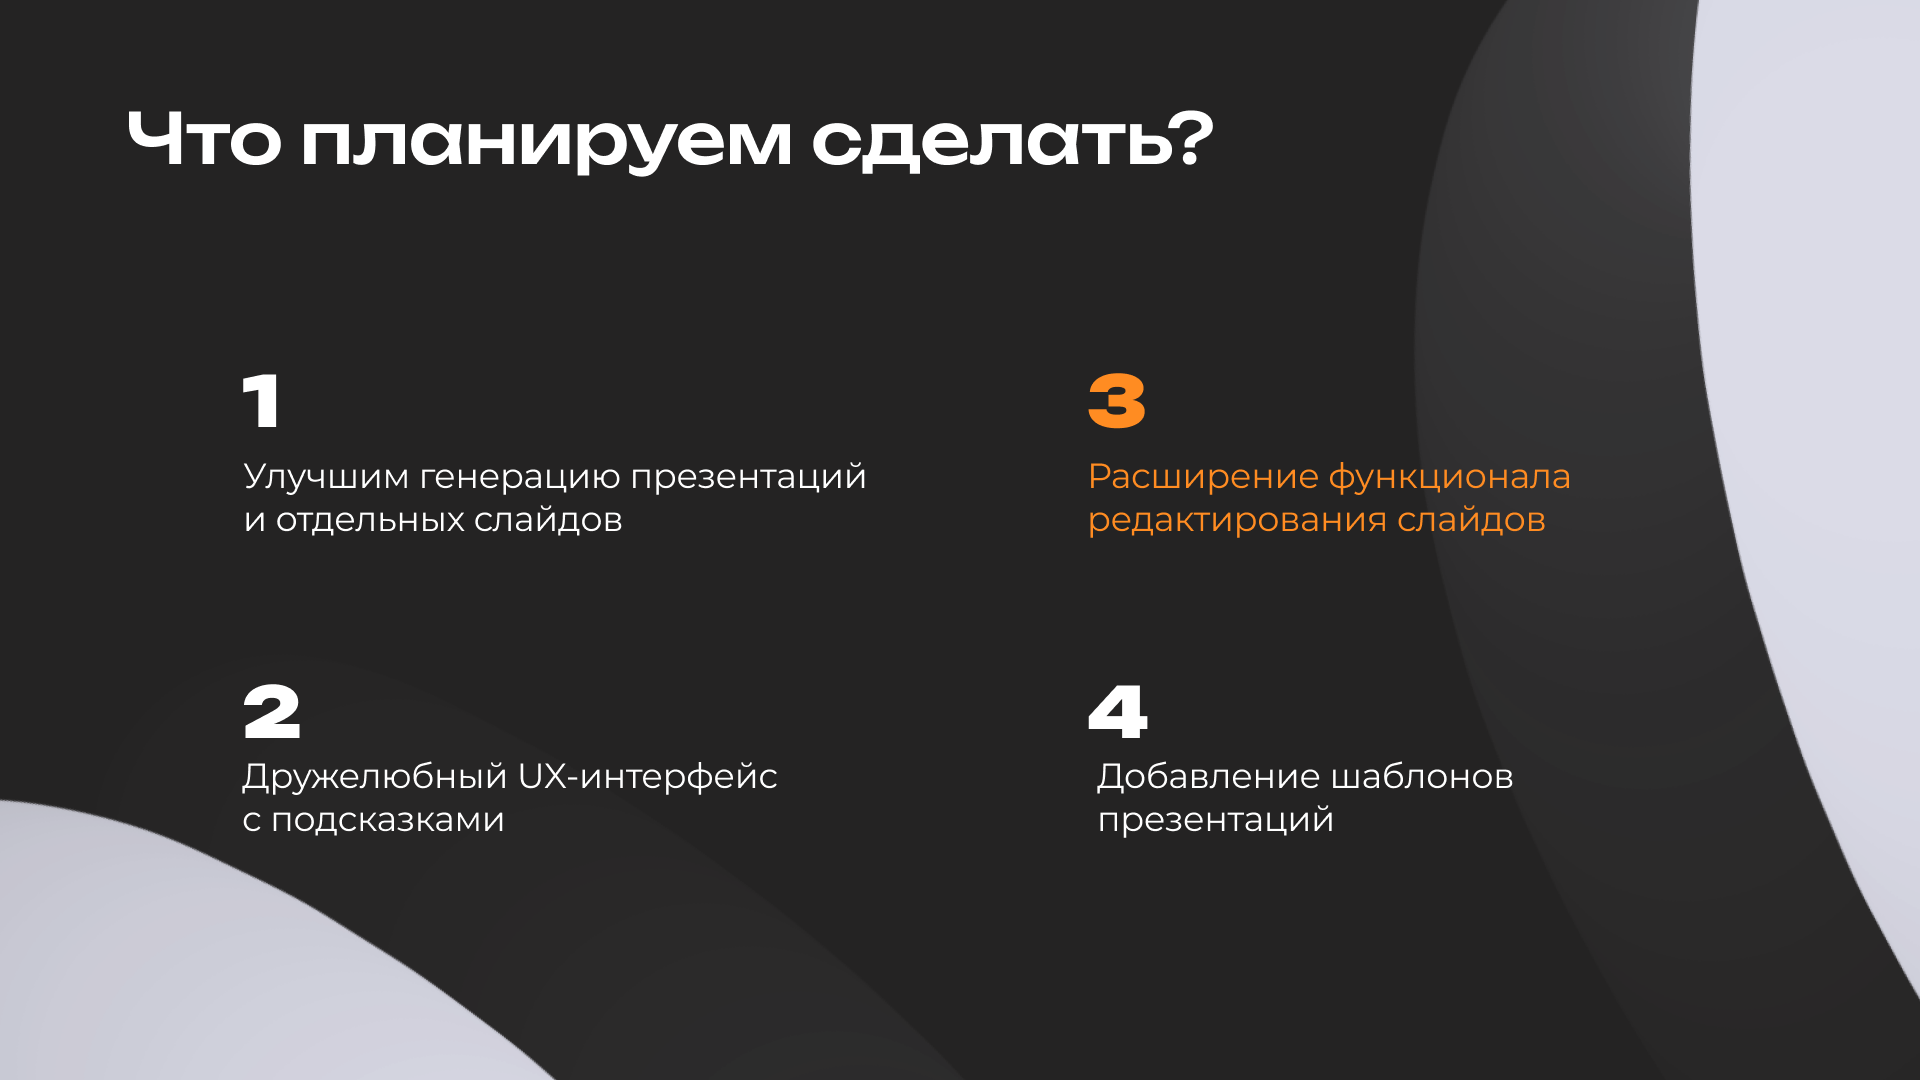 Что планируем сделать?
1
Улучшим генерацию презентаций
и отдельных слайдов
2
Дружелюбный UX-интерфейс
с подсказками
3
Расширение функционала
редактирования слайдов
4
Добавление шаблонов
презентаций